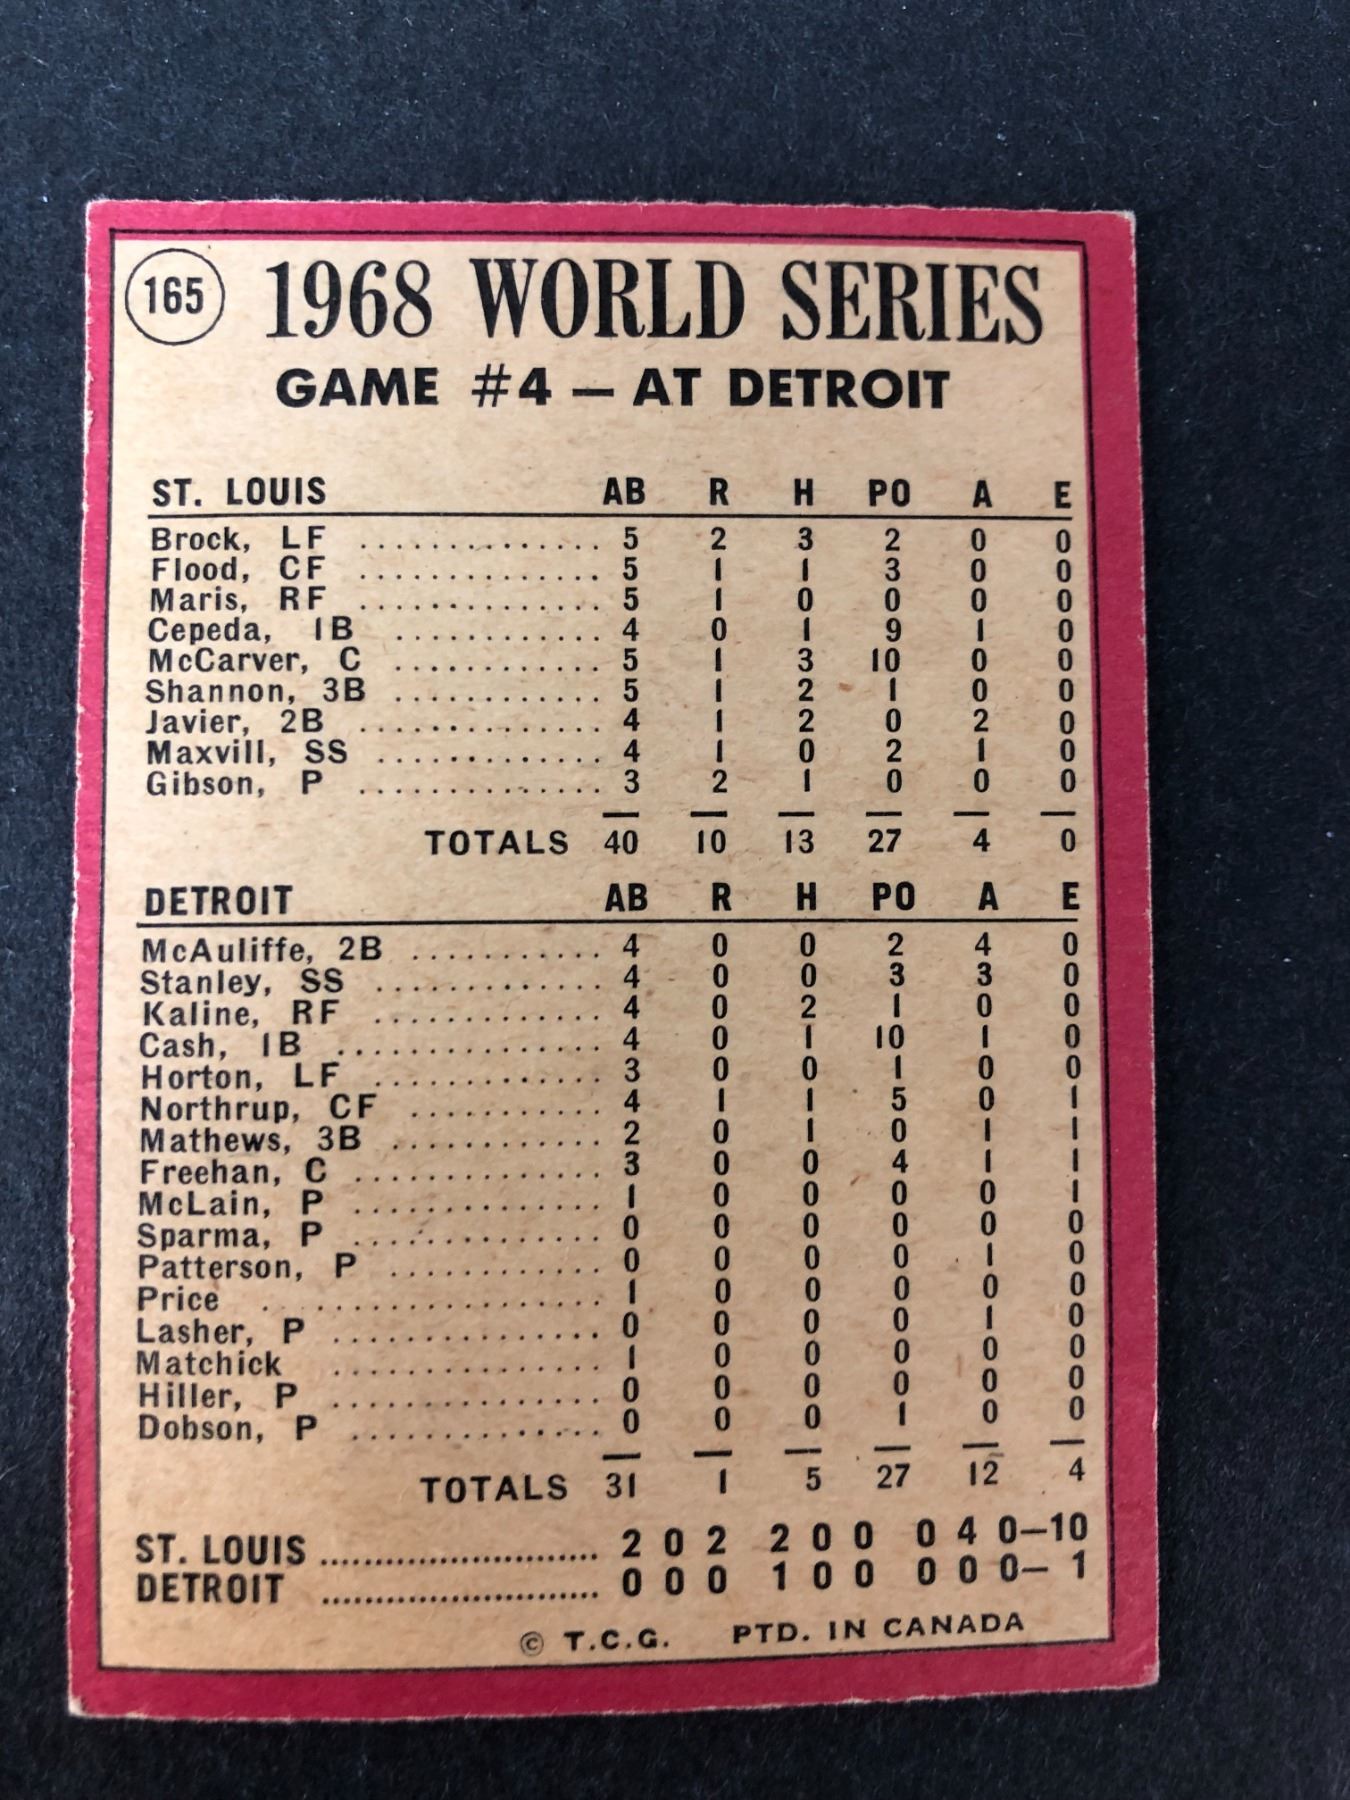 165 1968 WORLD SERIES
GAME #4 — AT DETROIT
ST. LOUIS AB R H PO A E
Brock, LF .............. 5 2 3 2 0 0
Flood, CF .............. 5 1 1 3 0 0
Maris, RF .............. 5 1 0 0 0 0
Cepeda, 1B ............ 4 0 1 9 1 0
McCarver, C ............ 5 1 3 10 0 0
Shannon, 3B ............ 5 1 2 1 0 0
Javier, 2B .............. 4 1 2 0 2 0
Maxvill, SS ............. 4 1 0 2 1 0
Gibson, P .............. 3 2 1 0 0 0
TOTALS 40 10 13 27 4 0
DETROIT AB R H PO A E
McAuliffe, 2B ........... 4 0 0 2 4 0
Stanley, SS ............. 4 0 0 3 3 0
Kaline, RF ............. 4 0 2 1 0 0
Cash, 1B ............... 4 0 1 10 1 0
Horton, LF ............. 3 0 0 1 0 0
Northrup, CF ........... 4 1 1 5 0 1
Mathews, 3B ............ 2 0 1 0 1 1
Freehan, C .............. 3 0 0 4 1 1
McLain, P .............. 1 0 0 0 0 1
Sparma, P .............. 0 0 0 0 0 0
Patterson, P ............ 0 0 0 0 1 0
Price .................. 1 0 0 0 0 0
Lasher, P ............... 0 0 0 0 1 0
Matchick ............... 1 0 0 0 0 0
Hiller, P ............... 0 0 0 0 0 0
Dobson, P .............. 0 0 0 1 0 0
TOTALS 31 1 5 27 12 4
ST. LOUIS ............................ 2 0 2 2 0 0 0 4 0—10
DETROIT ............................ 0 0 0 1 0 0 0 0 0— 1
© T.C.G. PTD. IN CANADA